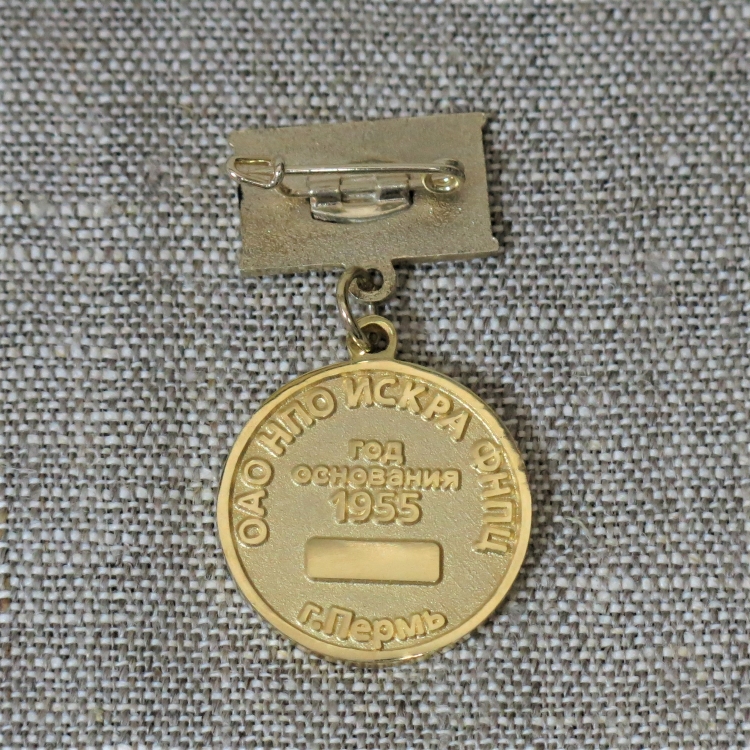 ОАО НПО ИСКРА ФНПЦ
год
основания
1955
г.Пермь